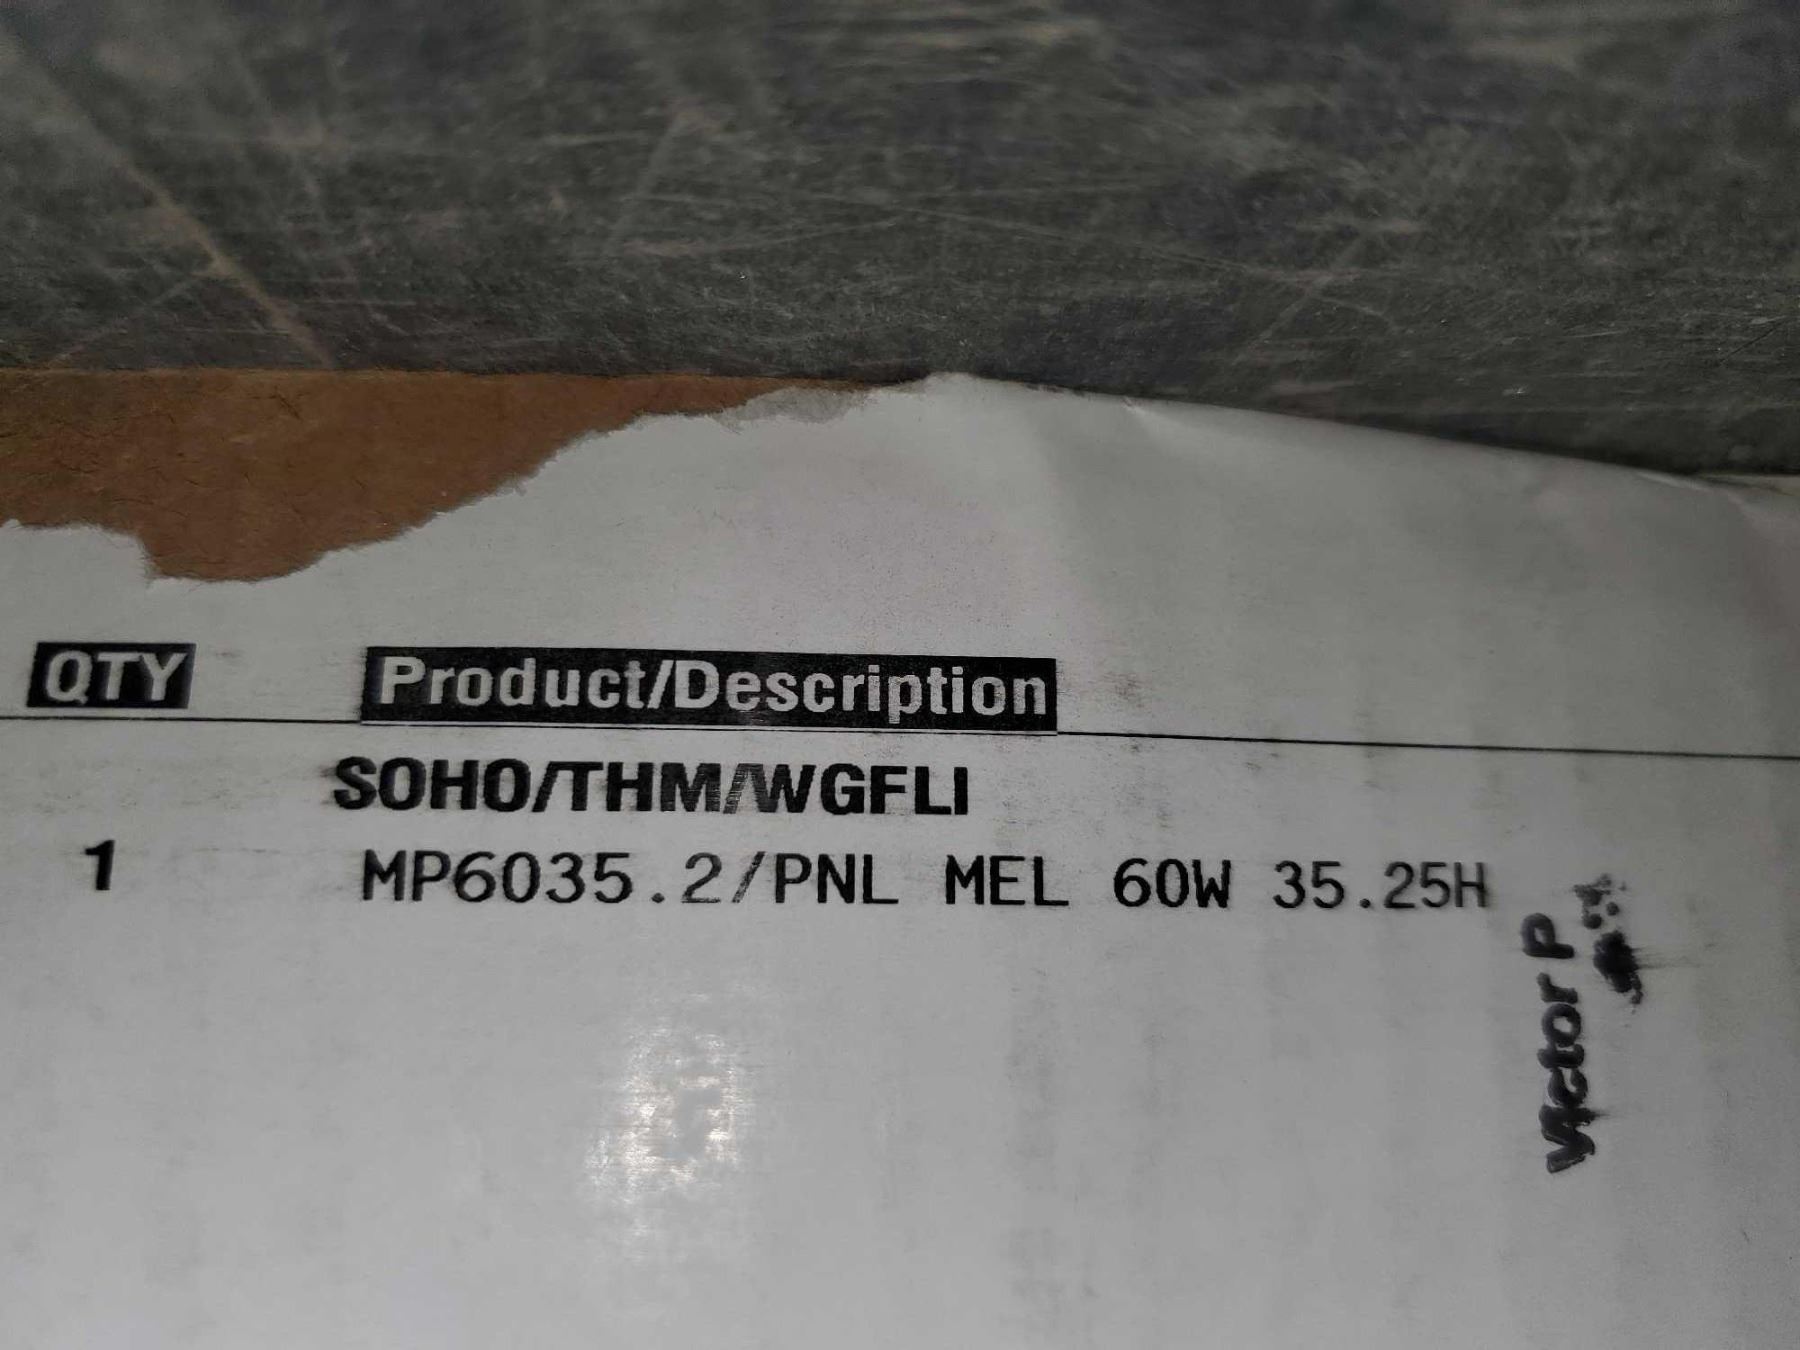 QTY Product/Description
SOHO/THM/WGFLI
1 MP6035.2/PNL MEL 60W 35.25H
Victor P